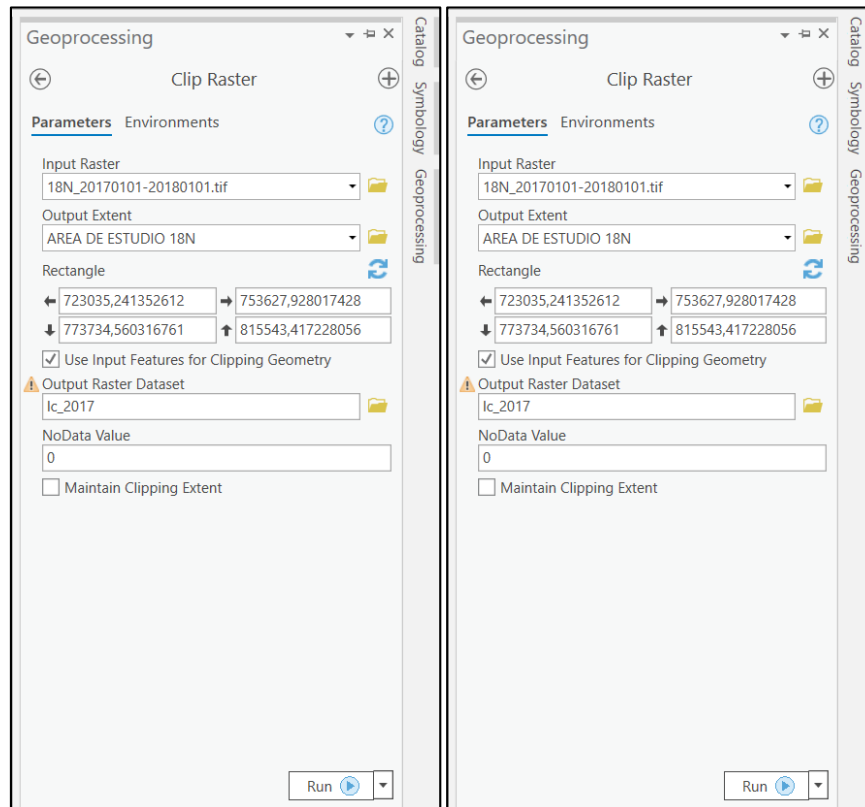 Geoprocessing
Clip Raster
Parameters Environments
?
Input Raster
18N_20170101-20180101.tif
Output Extent
AREA DE ESTUDIO 18N
Rectangle
723035,241352612 753627,928017428
773734,560316761 815543,417228056
Use Input Features for Clipping Geometry
Output Raster Dataset
lc_2017
NoData Value
0
Maintain Clipping Extent
Run
Catalog
Symbology
Geoprocessing
Geoprocessing
Clip Raster
Parameters Environments
?
Input Raster
18N_20170101-20180101.tif
Output Extent
AREA DE ESTUDIO 18N
Rectangle
723035,241352612 753627,928017428
773734,560316761 815543,417228056
Use Input Features for Clipping Geometry
Output Raster Dataset
lc_2017
NoData Value
0
Maintain Clipping Extent
Run
Catalog
Symbology
Geoprocessing